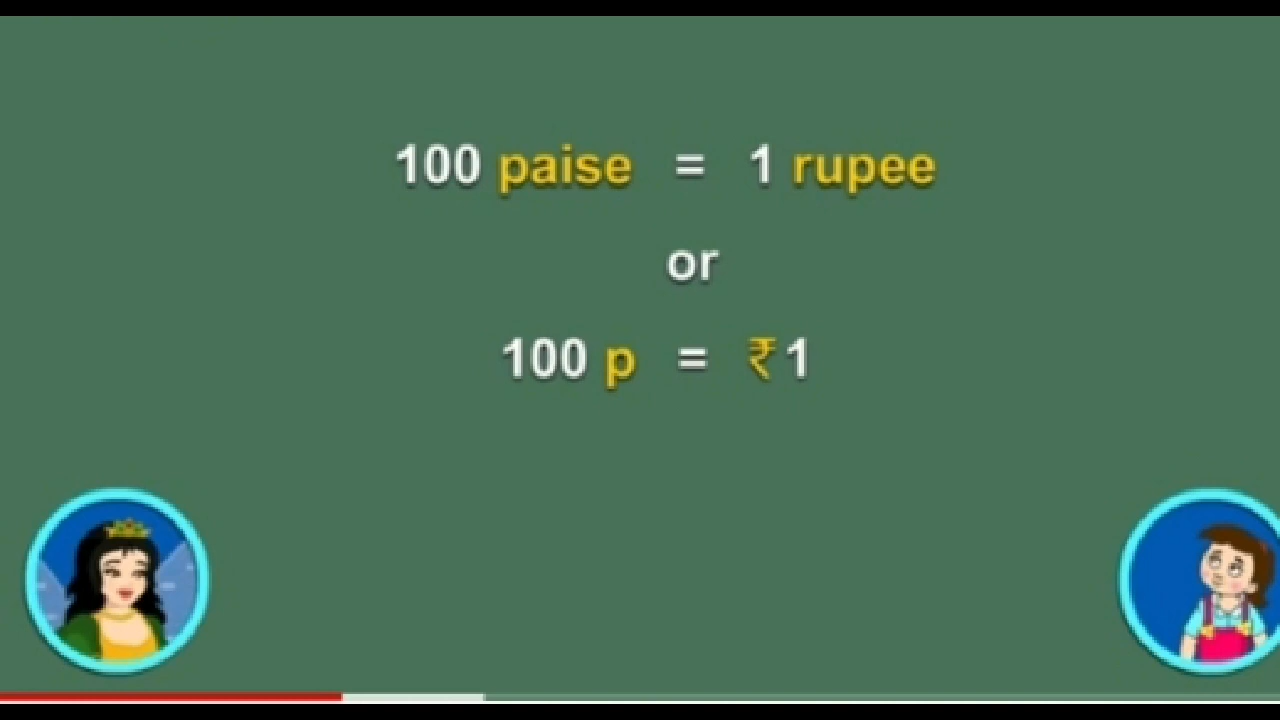 100 paise = 1 rupee
or
100 p = ₹ 1